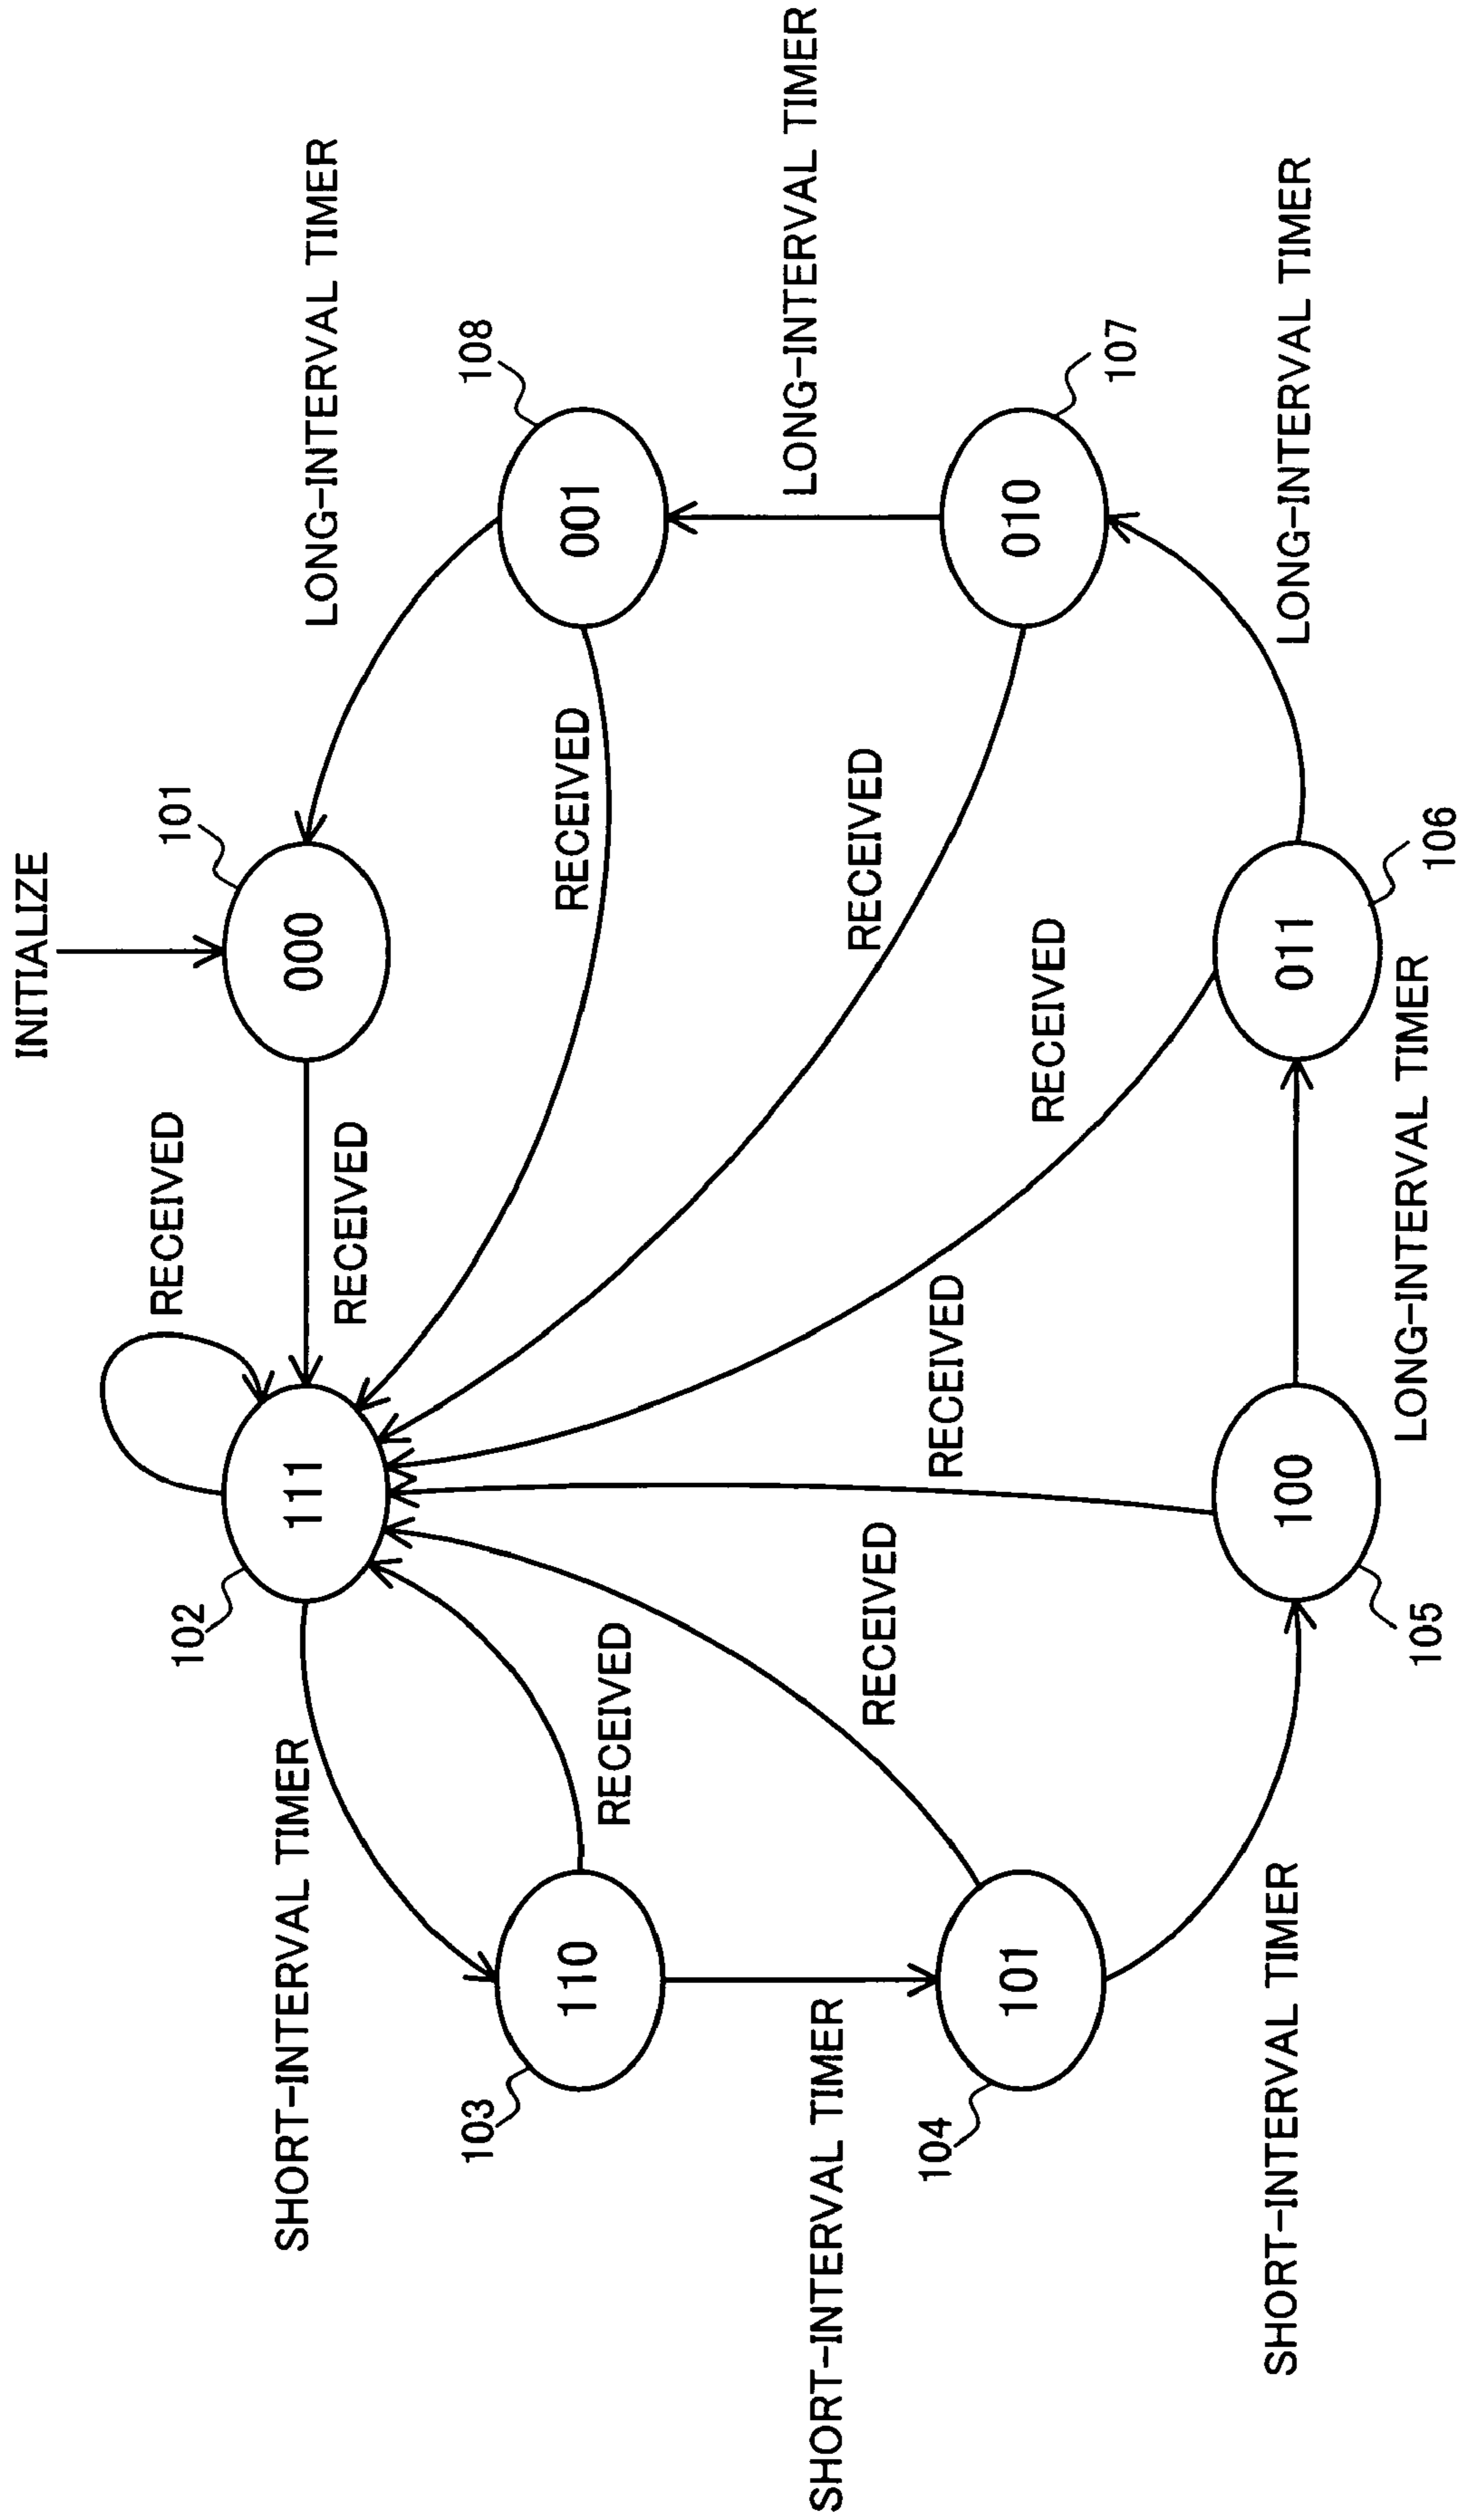 INITIALIZE
101
000
RECEIVED
RECEIVED
111
102
SHORT-INTERVAL TIMER
LONG-INTERVAL TIMER
108
001
RECEIVED
RECEIVED
110
103
LONG-INTERVAL TIMER
RECEIVED
RECEIVED
RECEIVED
SHORT-INTERVAL TIMER
107
010
RECEIVED
101
104
LONG-INTERVAL TIMER
011
106
100
105
SHORT-INTERVAL TIMER
LONG-INTERVAL TIMER